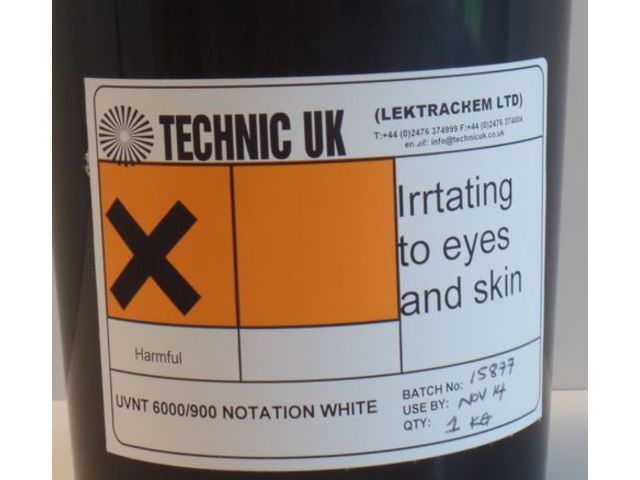 TECHNIC UK
(LEKTRACHEM LTD)
T:+44 (0)2476 374999 F:+44 (0)2476 374004
email: info@technicuk.co.uk
Irrtating
to eyes
and skin
Harmful
UVNT 6000/900 NOTATION WHITE
BATCH No: 15877
USE BY: NOV 14
QTY: 1 KG